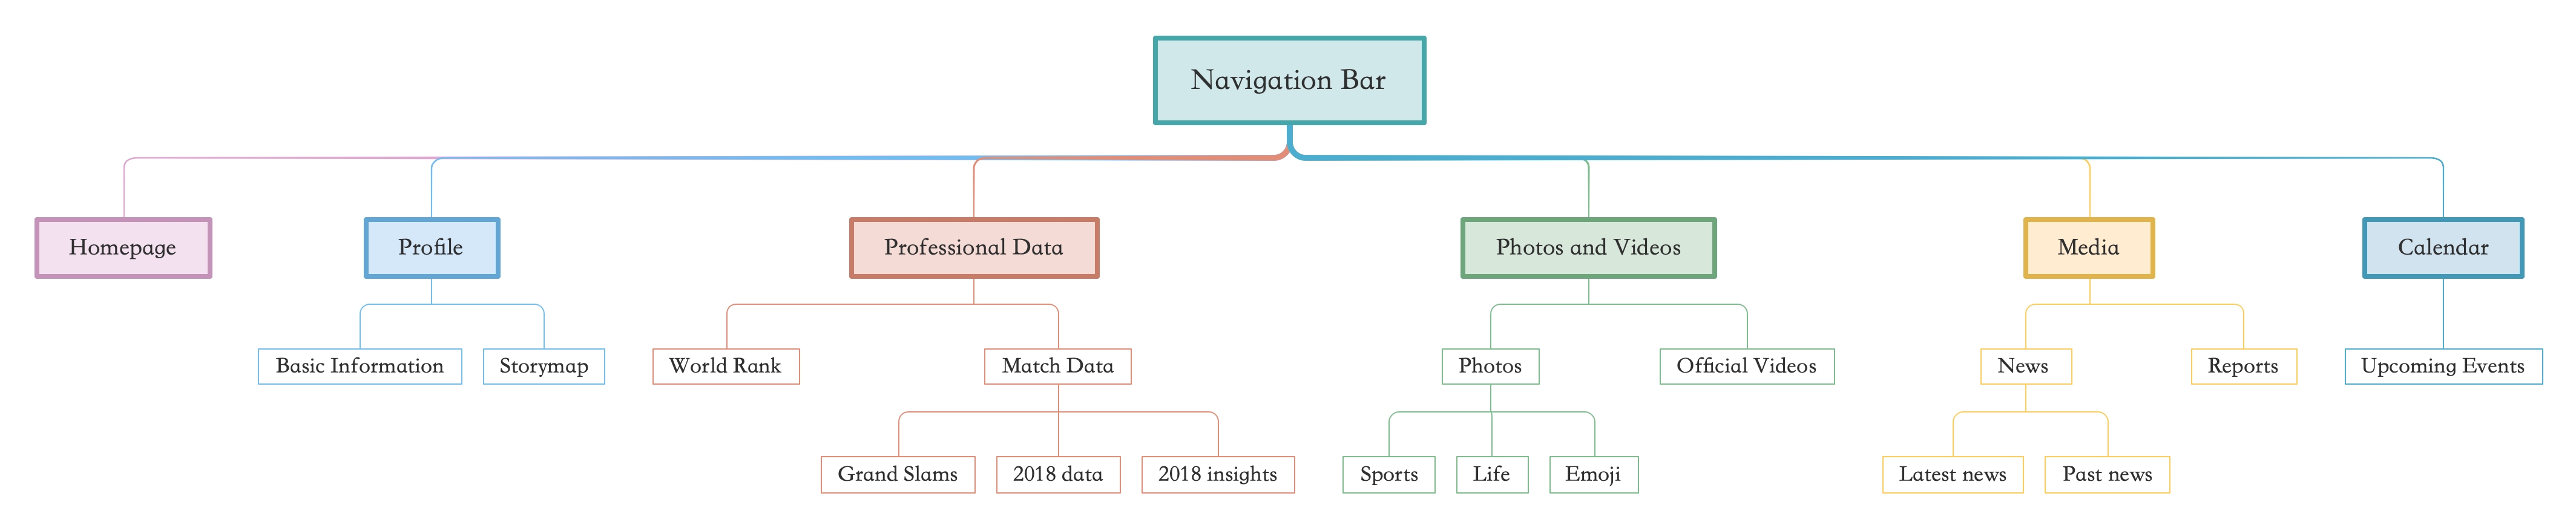 Navigation Bar
Homepage
Profile
Professional Data
Photos and Videos
Media
Calendar
Basic Information
Storymap
World Rank
Match Data
Photos
Official Videos
News
Reports
Upcoming Events
Grand Slams
2018 data
2018 insights
Sports
Life
Emoji
Latest news
Past news